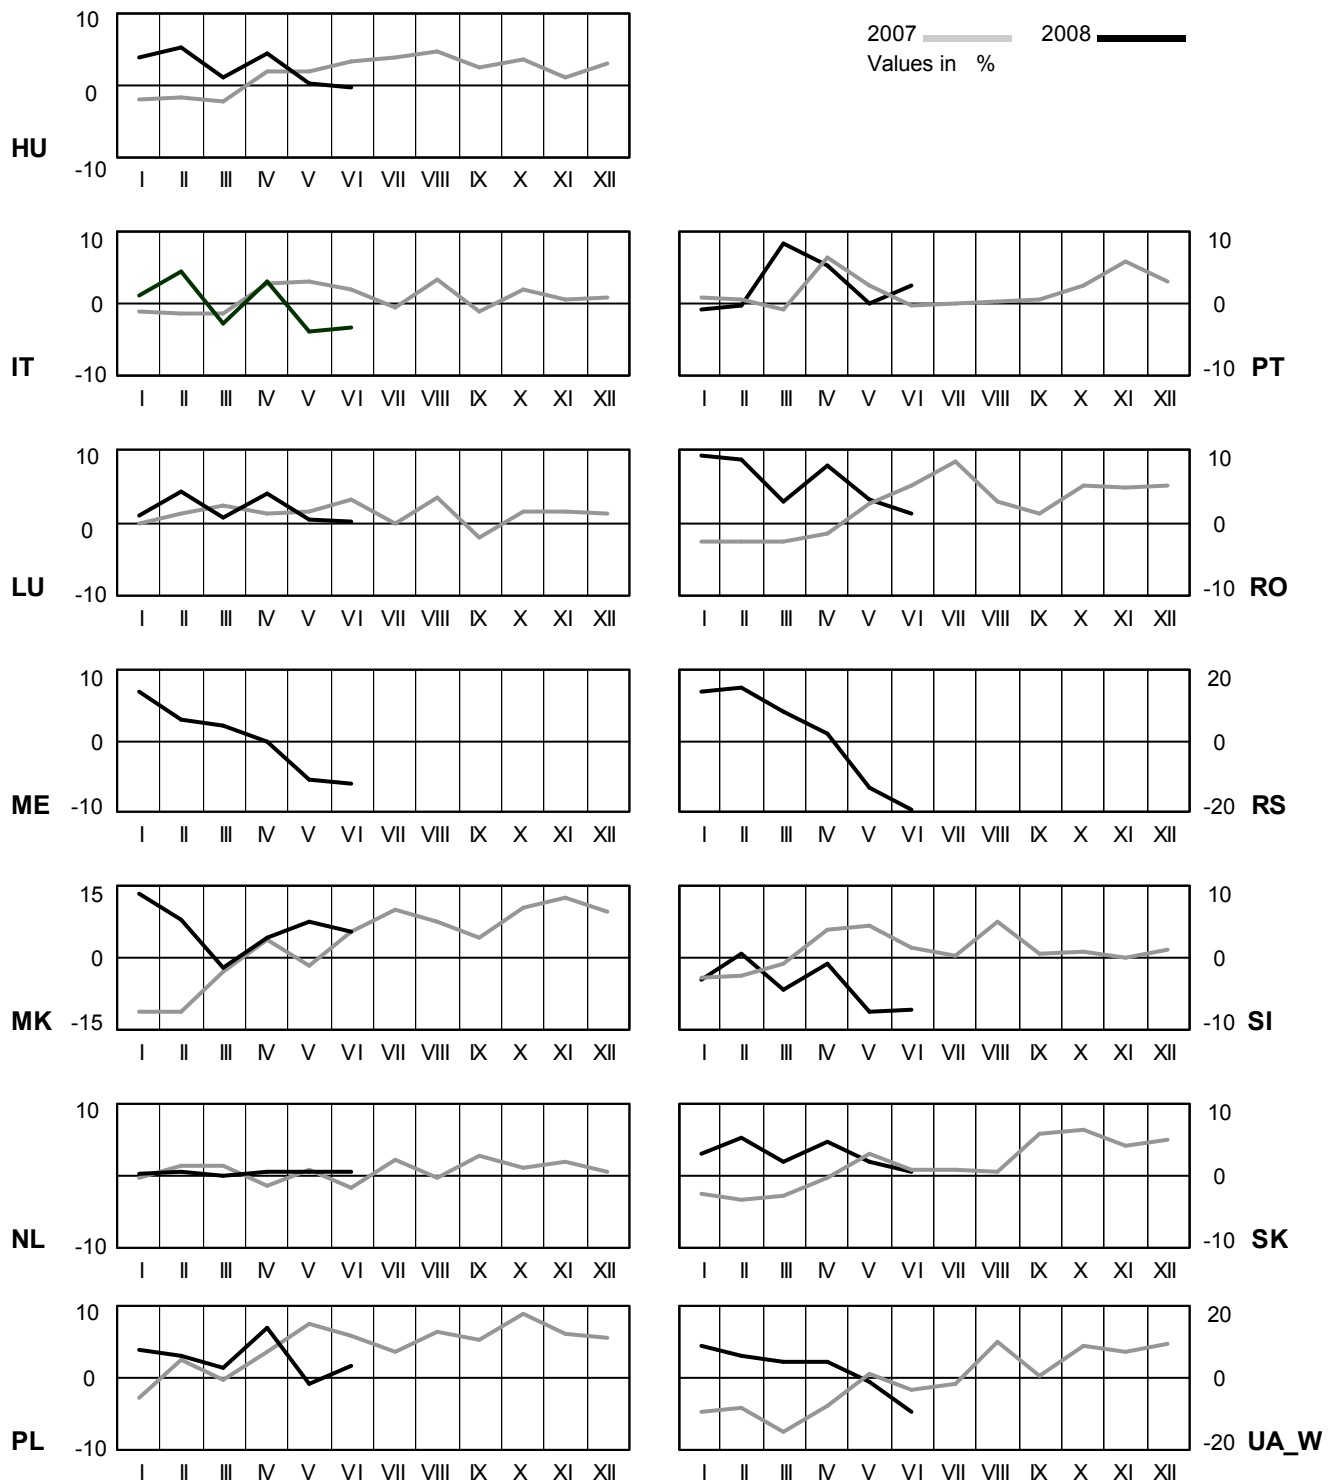 10
2007 2008
Values in %
0
HU
-10
I II III IV V VI VII VIII IX X XI XII
10 10
0 0
IT PT
-10 -10
I II III IV V VI VII VIII IX X XI XII I II III IV V VI VII VIII IX X XI XII
10 10
0 0
LU RO
-10 -10
I II III IV V VI VII VIII IX X XI XII I II III IV V VI VII VIII IX X XI XII
10 20
0 0
ME RS
-10 -20
I II III IV V VI VII VIII IX X XI XII I II III IV V VI VII VIII IX X XI XII
15 10
0 0
MK SI
-15 -10
I II III IV V VI VII VIII IX X XI XII I II III IV V VI VII VIII IX X XI XII
10 10
0 0
NL SK
-10 -10
I II III IV V VI VII VIII IX X XI XII I II III IV V VI VII VIII IX X XI XII
10 20
0 0
PL UA_W
-10 -20
I II III IV V VI VII VIII IX X XI XII I II III IV V VI VII VIII IX X XI XII